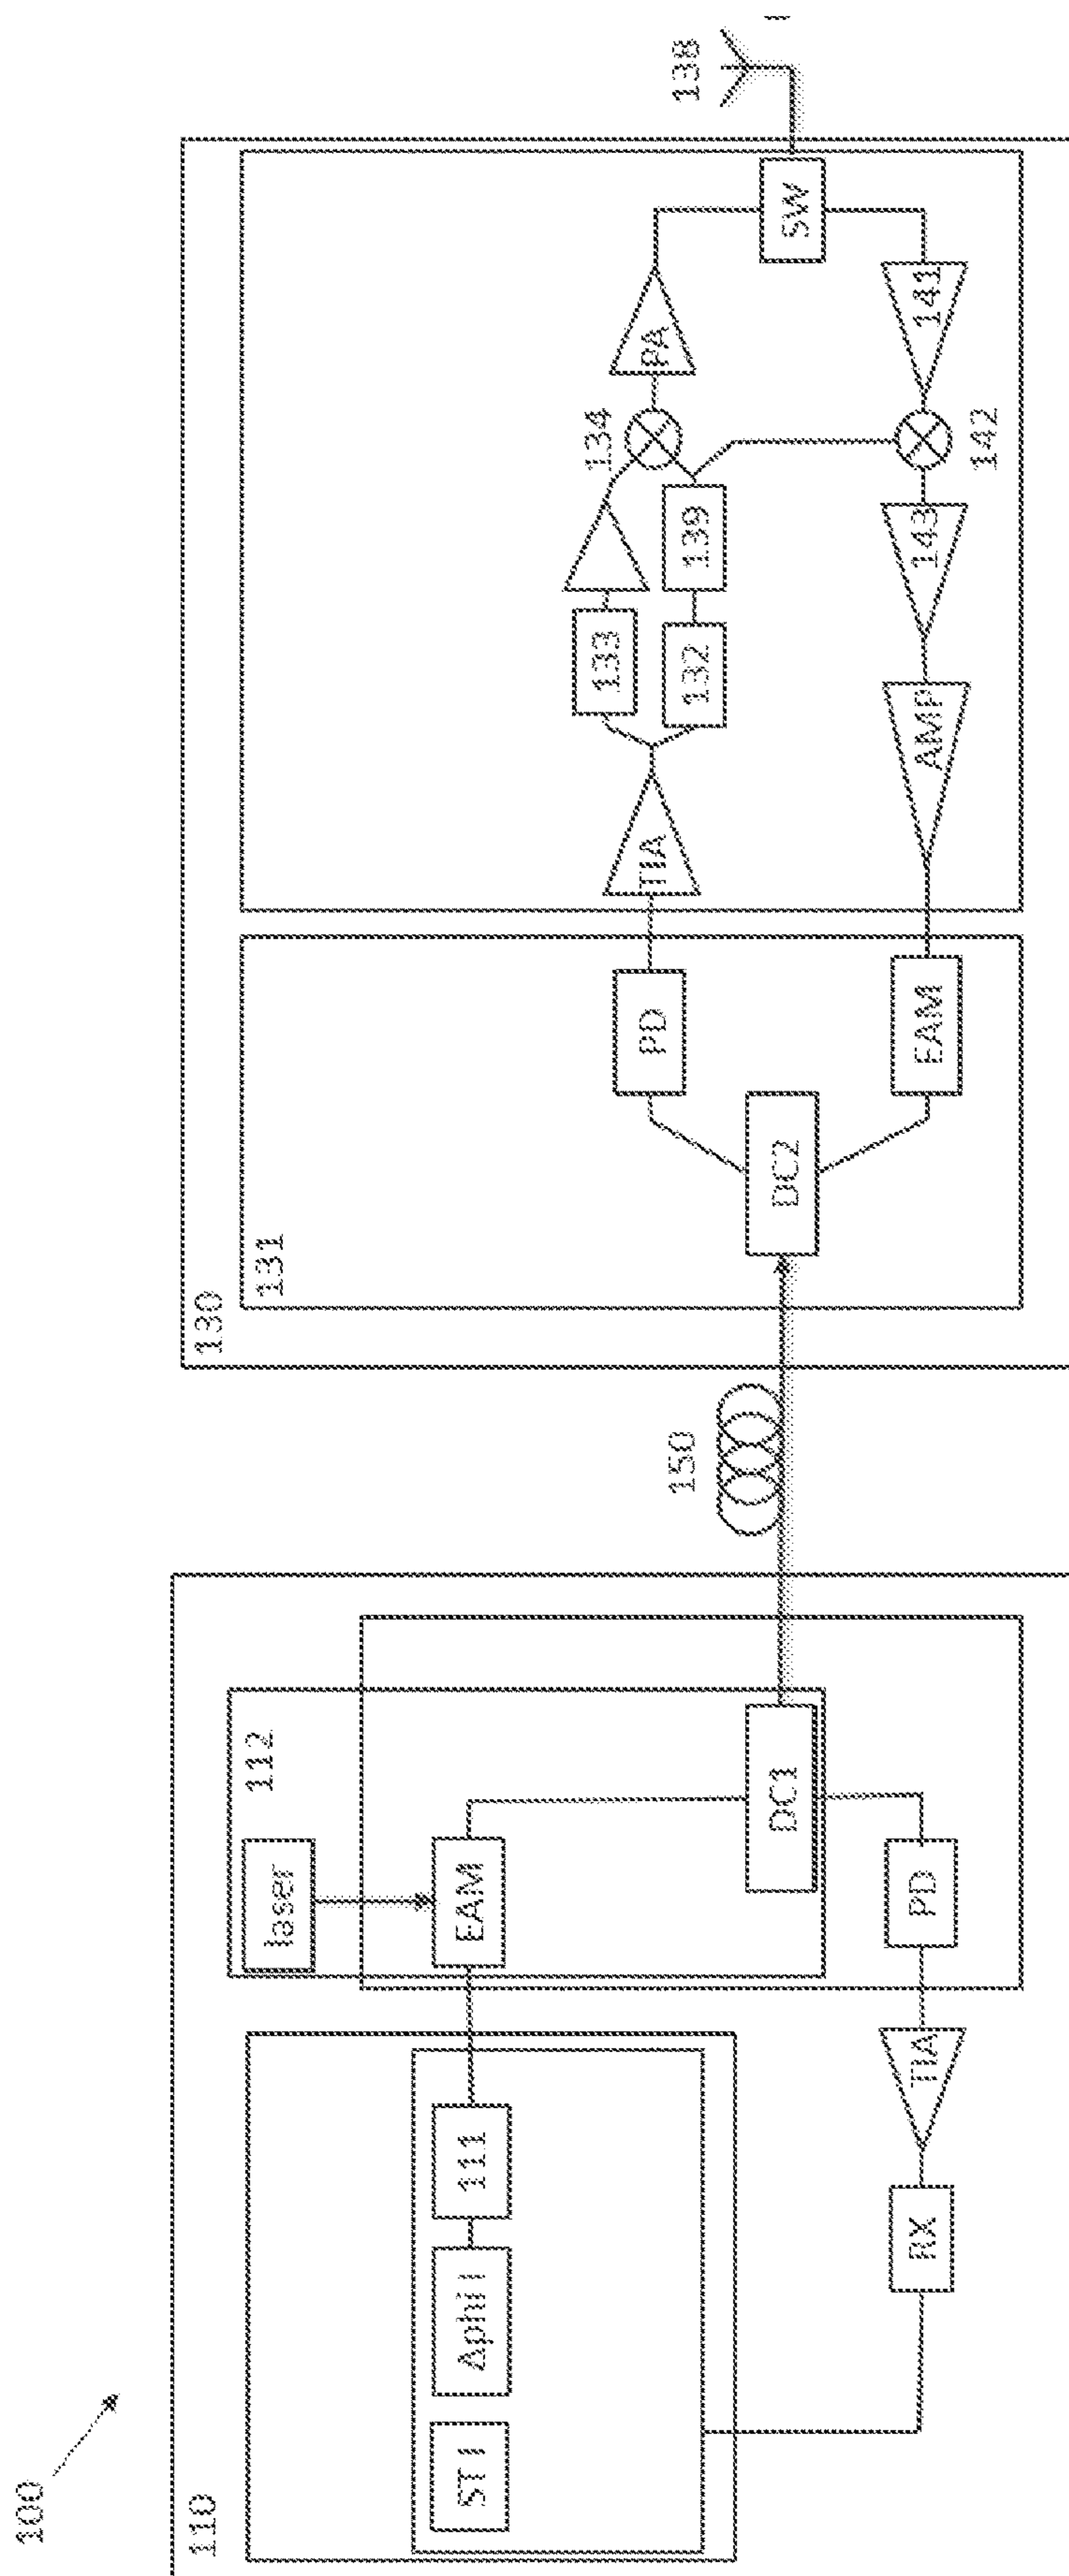 100
110
ST I
Δphi I
111
RX
TIA
laser
112
EAM
DC1
PD
150
130
131
DC2
PD
EAM
TIA
133
132
139
134
PA
AMP
143
142
141
SW
138